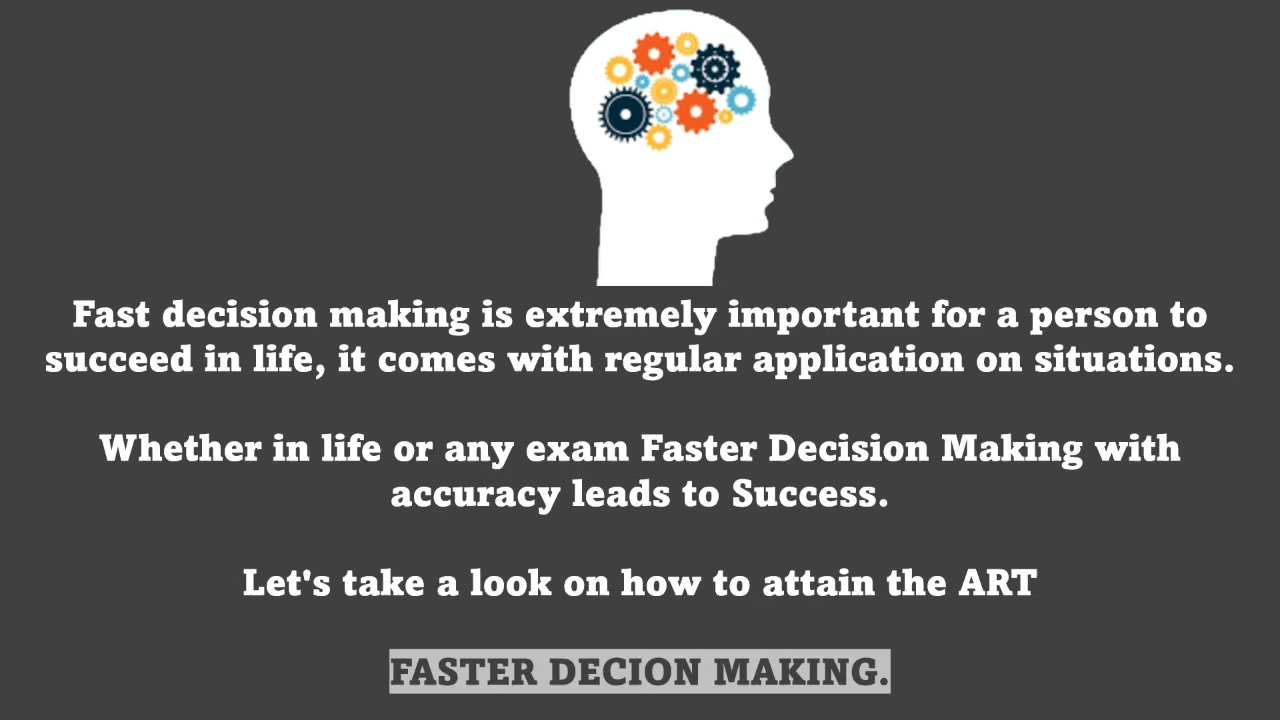 Fast decision making is extremely important for a person to
succeed in life, it comes with regular application on situations.
Whether in life or any exam Faster Decision Making with
accuracy leads to Success.
Let's take a look on how to attain the ART
FASTER DECION MAKING.